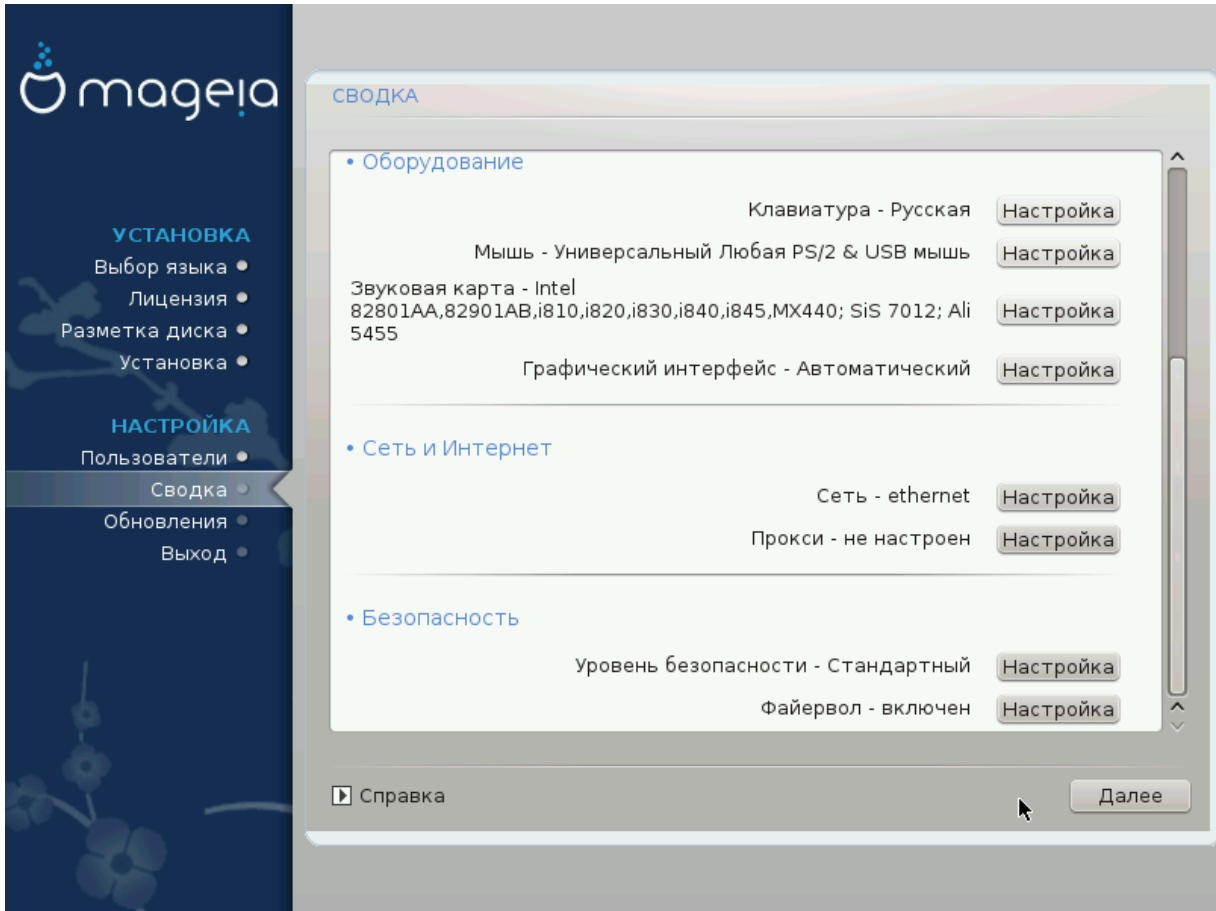 mageia
УСТАНОВКА
Выбор языка
Лицензия
Разметка диска
Установка
НАСТРОЙКА
Пользователи
Сводка
Обновления
Выход
СВОДКА
• Оборудование
Клавиатура - Русская Настройка
Мышь - Универсальный Любая PS/2 & USB мышь Настройка
Звуковая карта - Intel
82801AA,82901AB,i810,i820,i830,i840,i845,MX440; SiS 7012; Ali Настройка
5455
Графический интерфейс - Автоматический Настройка
• Сеть и Интернет
Сеть - ethernet Настройка
Прокси - не настроен Настройка
• Безопасность
Уровень безопасности - Стандартный Настройка
Файервол - включен Настройка
Справка
Далее